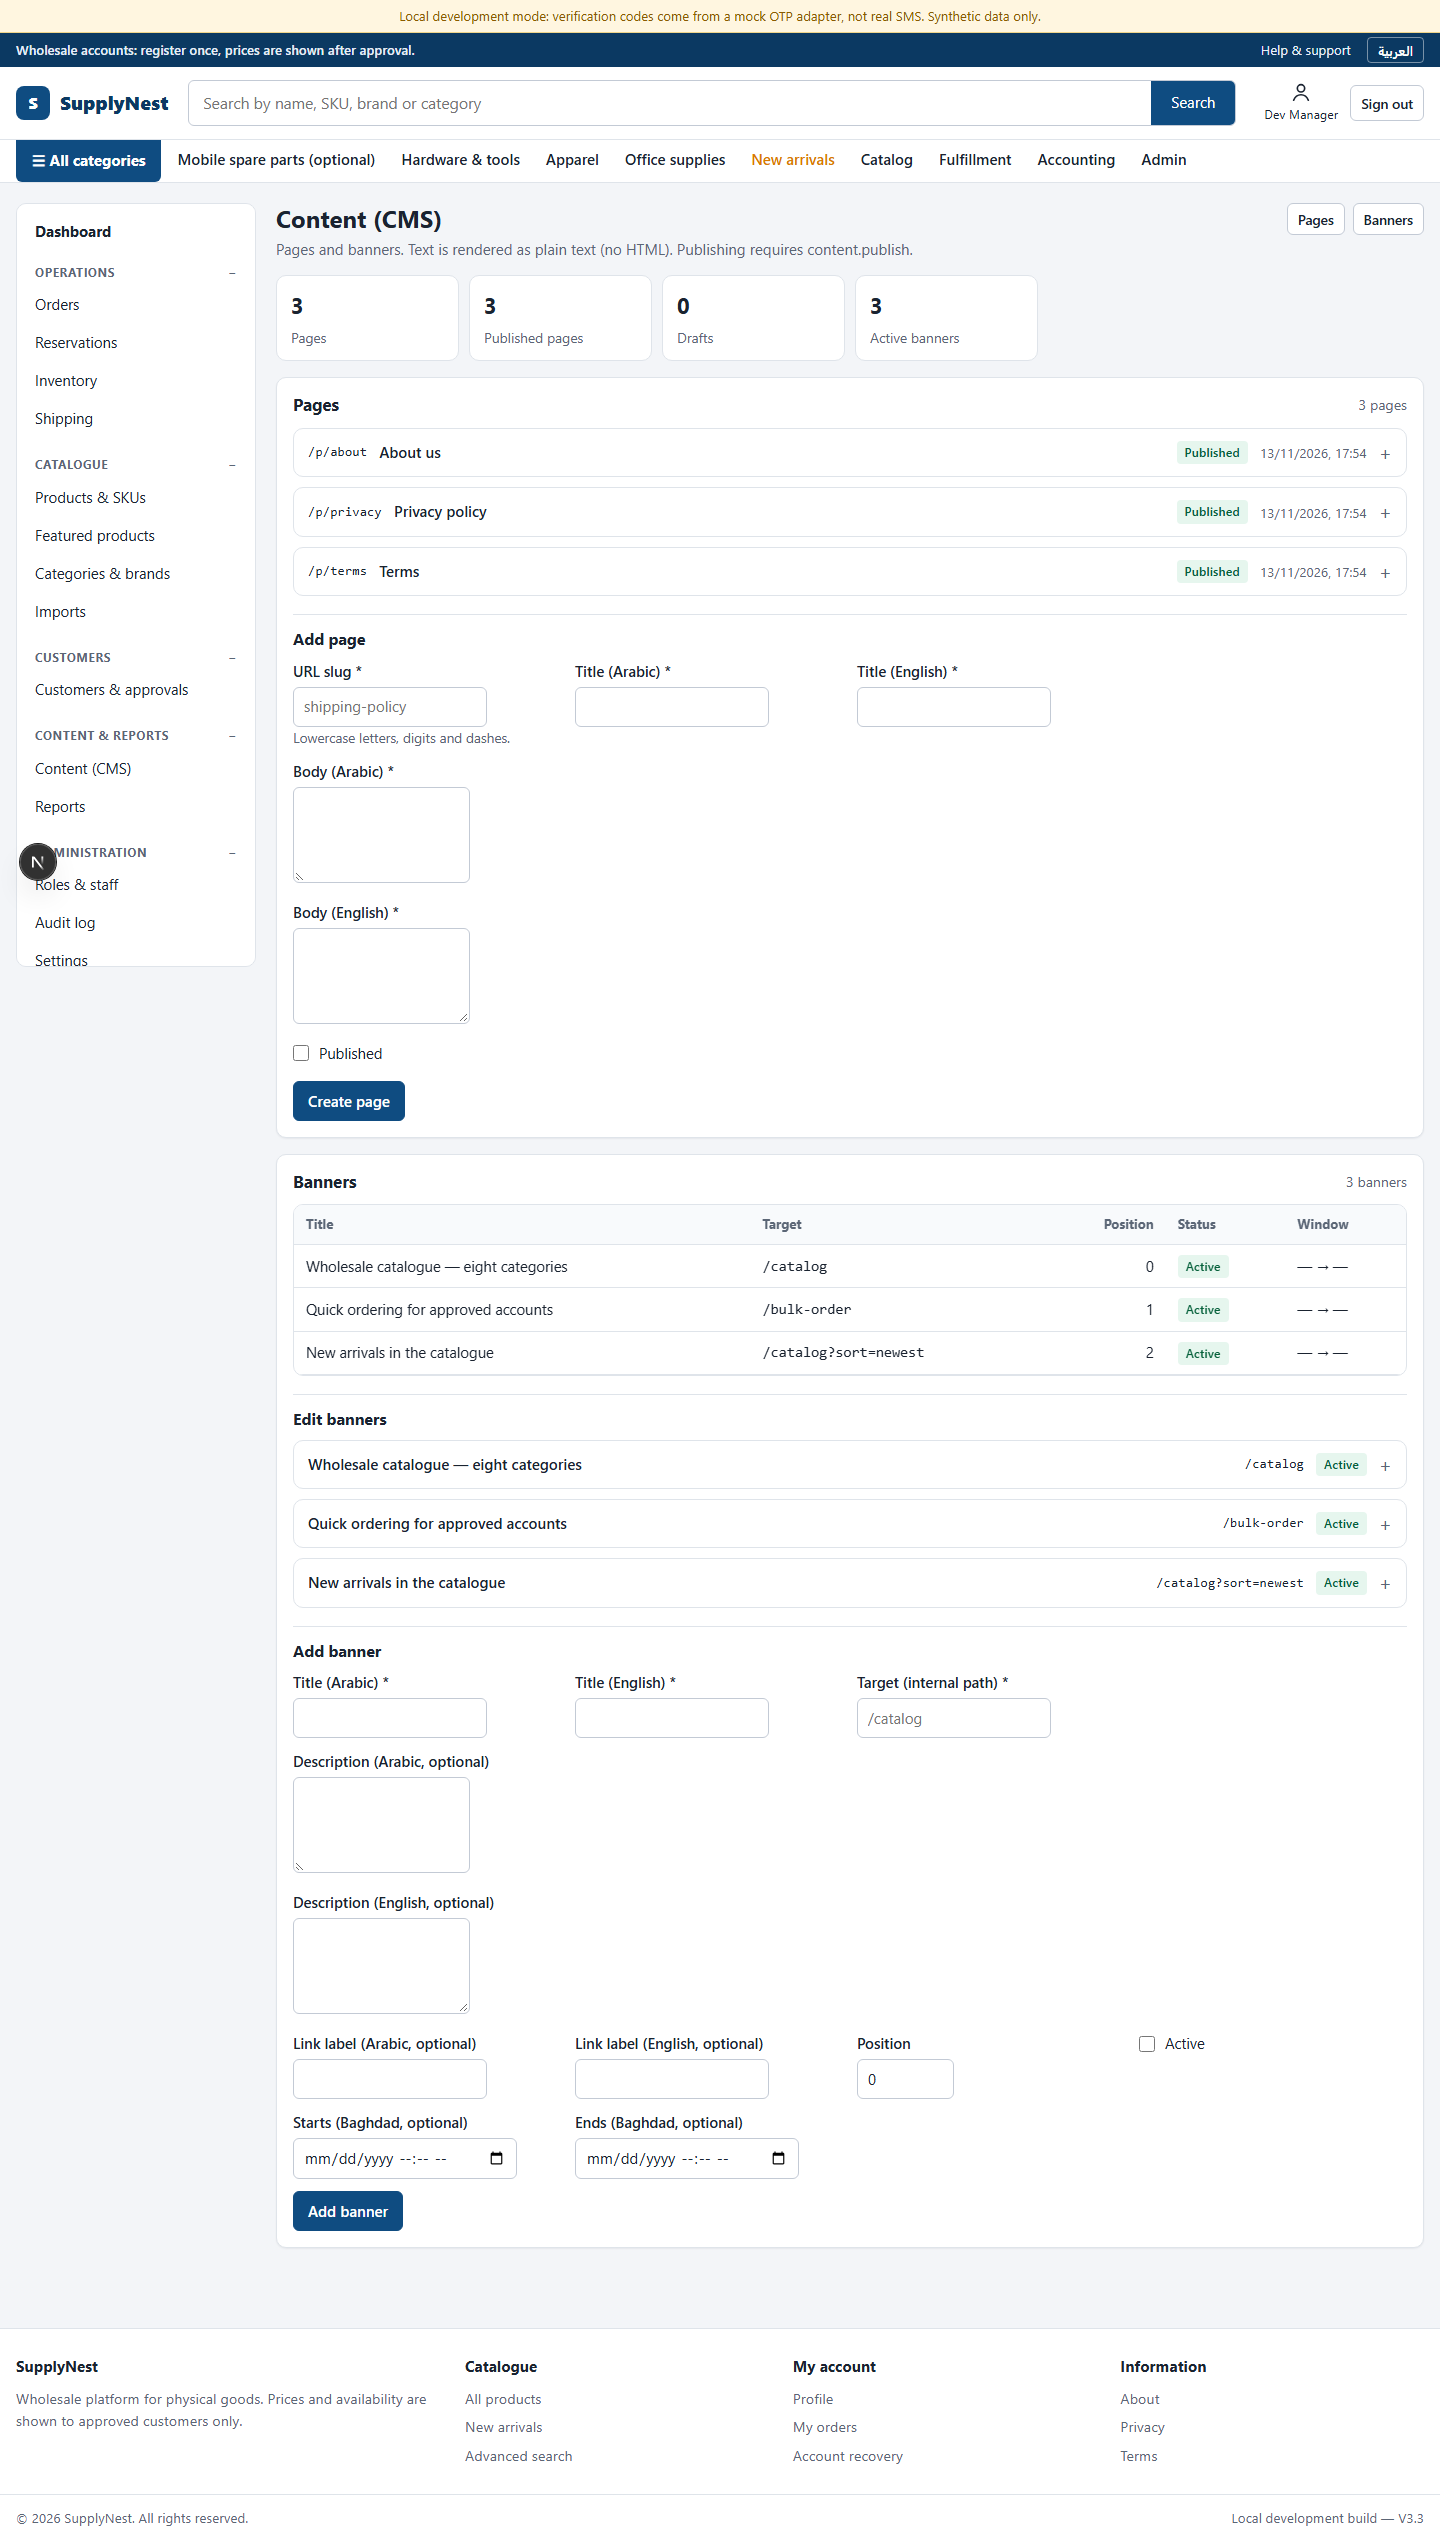 Local development mode: verification codes come from a mock OTP adapter, not real SMS. Synthetic data only.
Wholesale accounts: register once, prices are shown after approval.
Help & support
العربية
S SupplyNest
Search by name, SKU, brand or category
Search
Dev Manager
Sign out
☰ All categories
Mobile spare parts (optional)
Hardware & tools
Apparel
Office supplies
New arrivals
Catalog
Fulfillment
Accounting
Admin
Dashboard
OPERATIONS –
Orders
Reservations
Inventory
Shipping
CATALOGUE –
Products & SKUs
Featured products
Categories & brands
Imports
CUSTOMERS –
Customers & approvals
CONTENT & REPORTS –
Content (CMS)
Reports
N
MINISTRATION –
Roles & staff
Audit log
Settings
Content (CMS)
Pages
Banners
Pages and banners. Text is rendered as plain text (no HTML). Publishing requires content.publish.
3
Pages
3
Published pages
0
Drafts
3
Active banners
Pages
3 pages
/p/about About us Published 13/11/2026, 17:54 +
/p/privacy Privacy policy Published 13/11/2026, 17:54 +
/p/terms Terms Published 13/11/2026, 17:54 +
Add page
URL slug *
shipping-policy
Lowercase letters, digits and dashes.
Title (Arabic) *
Title (English) *
Body (Arabic) *
Body (English) *
Published
Create page
Banners
3 banners
Title Target Position Status Window
Wholesale catalogue — eight categories /catalog 0 Active — → —
Quick ordering for approved accounts /bulk-order 1 Active — → —
New arrivals in the catalogue /catalog?sort=newest 2 Active — → —
Edit banners
Wholesale catalogue — eight categories /catalog Active +
Quick ordering for approved accounts /bulk-order Active +
New arrivals in the catalogue /catalog?sort=newest Active +
Add banner
Title (Arabic) *
Title (English) *
Target (internal path) *
/catalog
Description (Arabic, optional)
Description (English, optional)
Link label (Arabic, optional)
Link label (English, optional)
Position
0
Active
Starts (Baghdad, optional)
mm/dd/yyyy --:-- --
Ends (Baghdad, optional)
mm/dd/yyyy --:-- --
Add banner
SupplyNest
Wholesale platform for physical goods. Prices and availability are
shown to approved customers only.
Catalogue
All products
New arrivals
Advanced search
My account
Profile
My orders
Account recovery
Information
About
Privacy
Terms
© 2026 SupplyNest. All rights reserved.
Local development build — V3.3